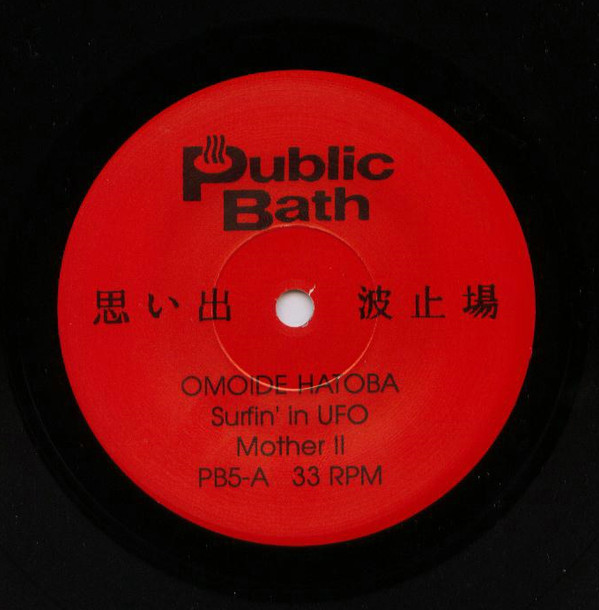 Public
Bath
思い出 波止場
OMOIDE HATOBA
Surfin' in UFO
Mother II
PB5-A 33 RPM